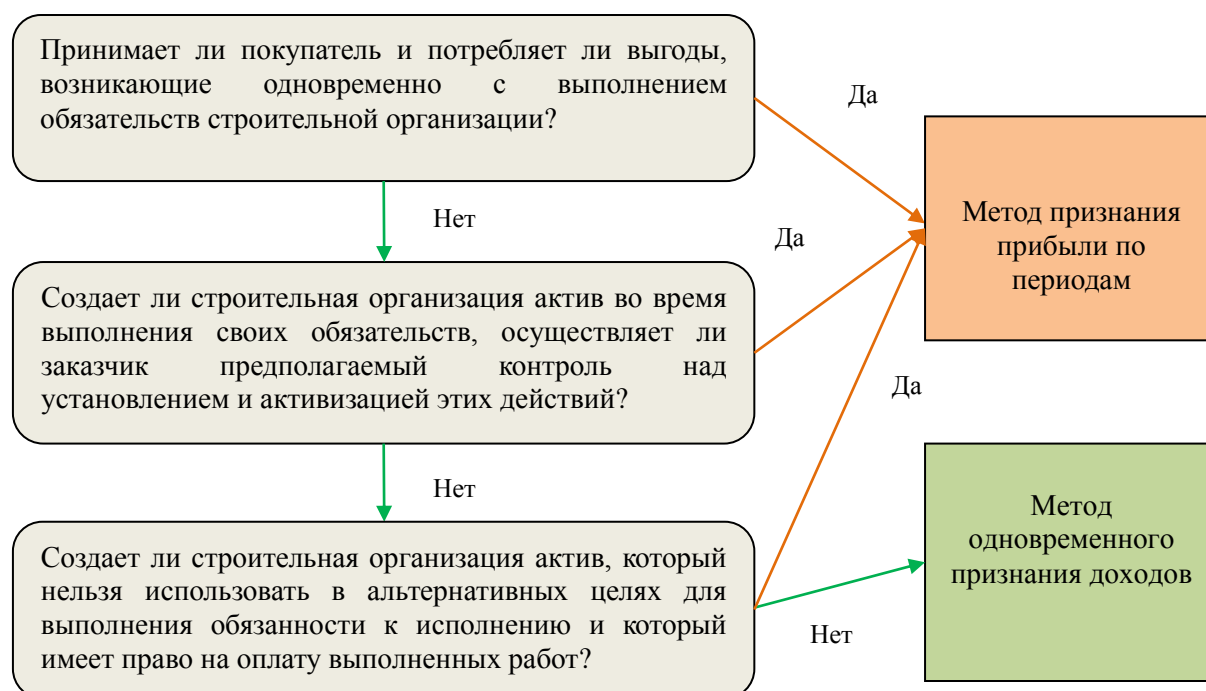 Принимает ли покупатель и потребляет ли выгоды,
возникающие одновременно с выполнением
обязательств строительной организации?
Да
Нет
Метод признания
прибыли по
периодам
Да
Создает ли строительная организация актив во время
выполнения своих обязательств, осуществляет ли
заказчик предполагаемый контроль над
установлением и активизацией этих действий?
Да
Нет
Метод
одновременного
признания доходов
Создает ли строительная организация актив, который
нельзя использовать в альтернативных целях для
выполнения обязанности к исполнению и который
имеет право на оплату выполненных работ?
Нет